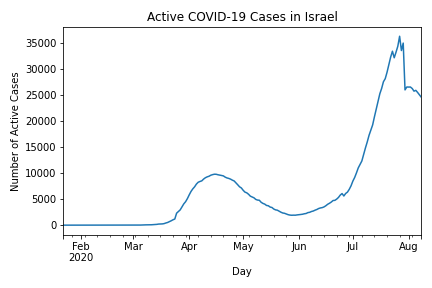 Active COVID-19 Cases in Israel
Number of Active Cases
35000
30000
25000
20000
15000
10000
5000
0
Feb Mar Apr May Jun Jul Aug
2020
Day